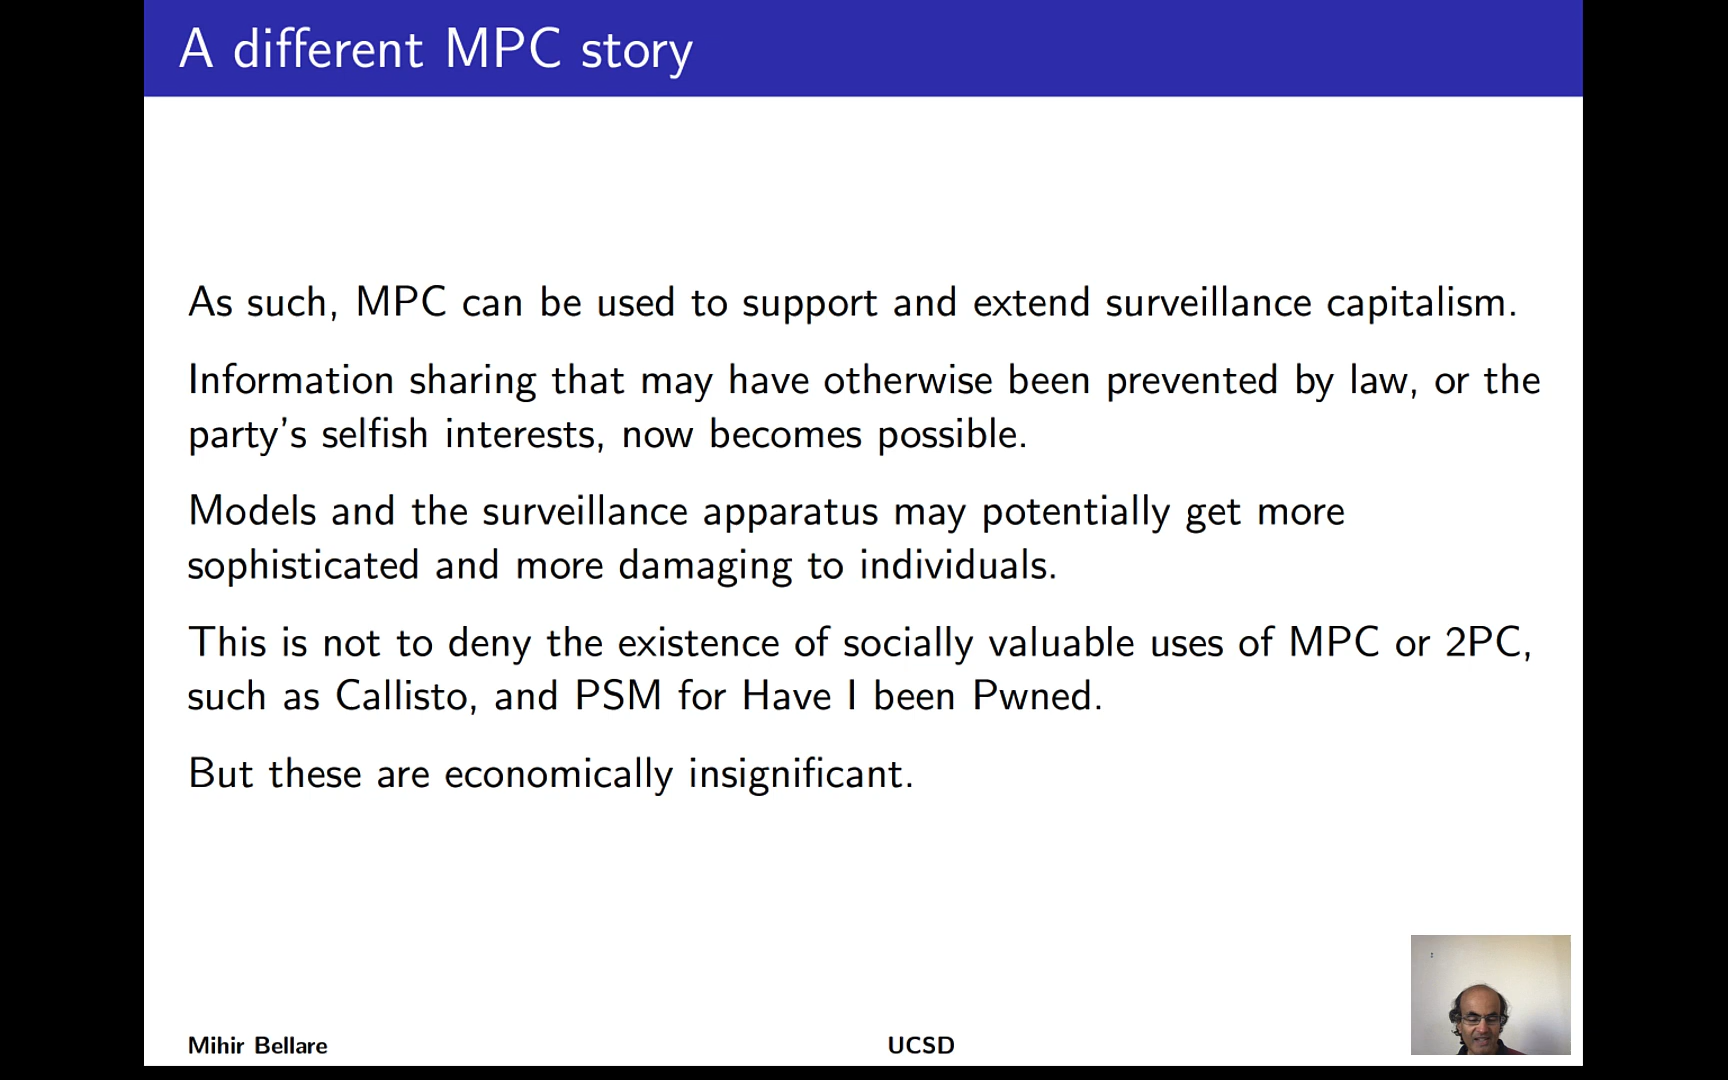 A different MPC story
As such, MPC can be used to support and extend surveillance capitalism.
Information sharing that may have otherwise been prevented by law, or the
party's selfish interests, now becomes possible.
Models and the surveillance apparatus may potentially get more
sophisticated and more damaging to individuals.
This is not to deny the existence of socially valuable uses of MPC or 2PC,
such as Callisto, and PSM for Have I been Pwned.
But these are economically insignificant.
Mihir Bellare
UCSD